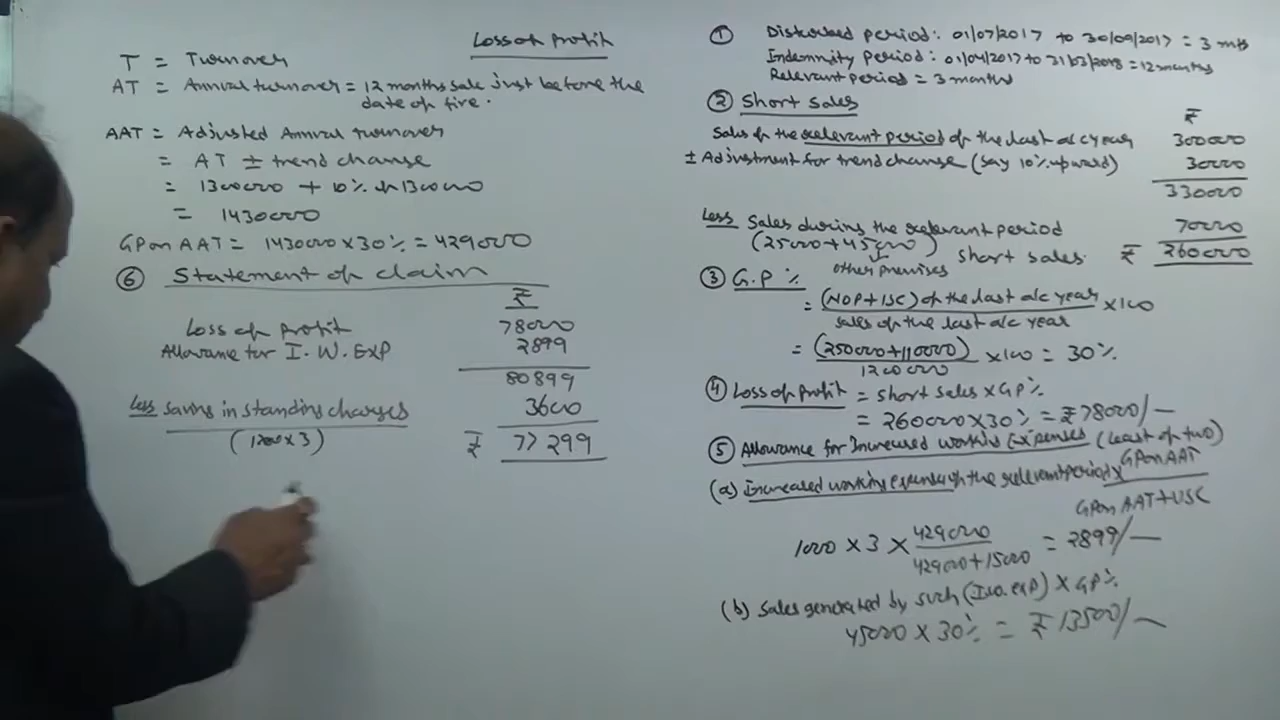 Loss of Profit
T = Turnover
AT = Annual turnover = 12 months sale just before the
date of fire.
AAT = Adjusted Annual turnover
= AT ± trend change
= 1300000 + 10% of 1300000
= 1430000
GP on AAT = 1430000 x 30% = 429000
⑥ Statement of claim
₹
Loss of Profit 78000
Allowance for I. W. EXP 2899
80899
Less Saving in standing charges 3600
(1200 x 3) ₹ 77299
① Disturbed period: 01/07/2017 to 30/09/2017 = 3 mths
Indemnity period: 01/04/2017 to 31/03/2018 = 12 months
Relevant period = 3 months
② Short Sales
₹
Sales of the relevant period of the last a/c year 300000
± Adjustment for trend change (say 10% upward) 30000
330000
Less Sales during the relevant period 70000
(25000 + 45000) short sales ₹ 260000
other premises
③ G.P %
= (NOP + ISC) of the last a/c year x 100
sales of the last a/c year
= (250000 + 110000) x 100 = 30%
1200000
④ Loss of Profit = short sales x GP%
= 260000 x 30% = ₹78000/—
⑤ Allowance for Increased working Expenses (Least of two)
(a) Increased working expenses of the relevant period x GP on AAT
GP on AAT + USC
1000 x 3 x 429000 = 2899/—
429000 + 15000
(b) Sales generated by such (I.W. exp) x GP%
45000 x 30% = ₹ 13500/—